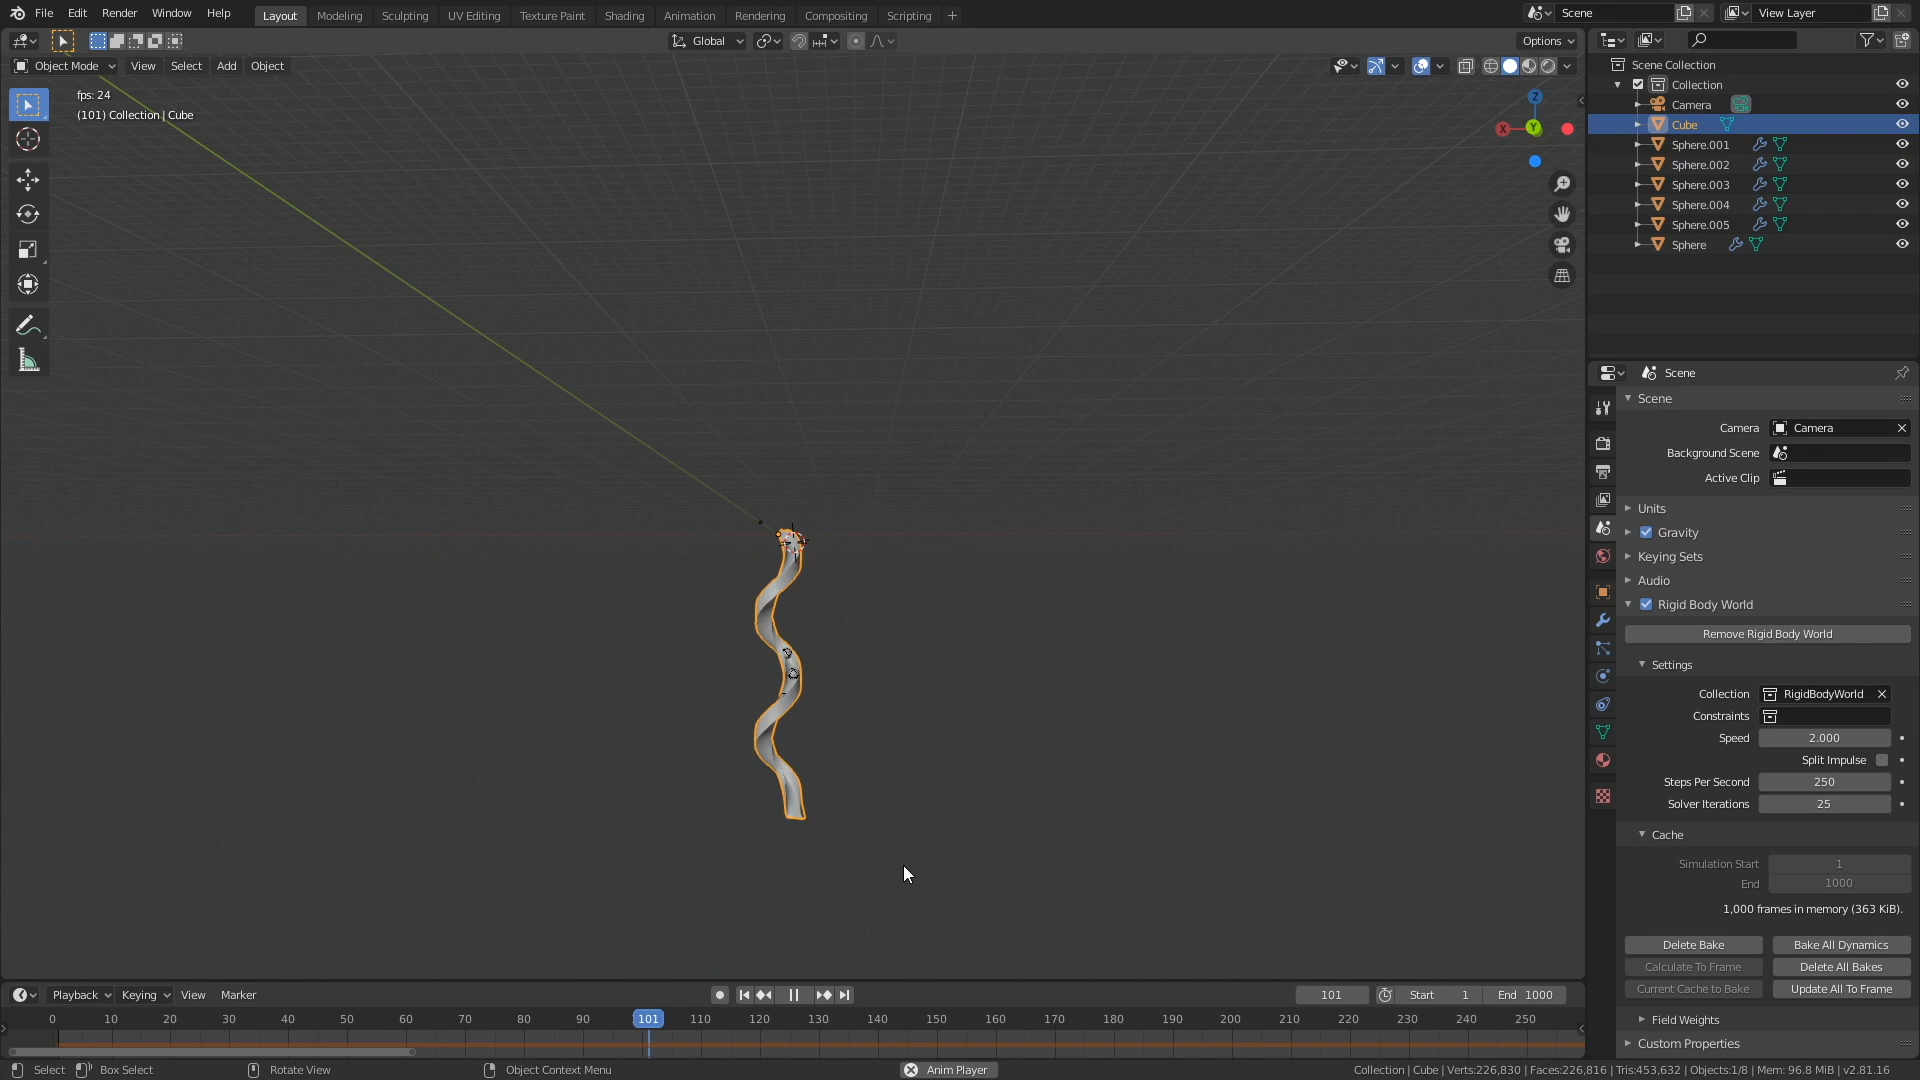 File Edit Render Window Help Layout Modeling Sculpting UV Editing Texture Paint Shading Animation Rendering Compositing Scripting + Scene View Layer
Global Options
Object Mode View Select Add Object
fps: 24
(101) Collection | Cube
Z
X
Y
Scene Collection
Collection
Camera
Cube
Sphere.001
Sphere.002
Sphere.003
Sphere.004
Sphere.005
Sphere
Scene
Scene
Camera Camera
Background Scene
Active Clip
Units
Gravity
Keying Sets
Audio
Rigid Body World
Remove Rigid Body World
Settings
Collection RigidBodyWorld
Constraints
Speed 2.000
Split Impulse
Steps Per Second 250
Solver Iterations 25
Cache
Simulation Start 1
End 1000
1,000 frames in memory (363 KiB).
Delete Bake Bake All Dynamics
Calculate To Frame Delete All Bakes
Current Cache to Bake Update All To Frame
Field Weights
Custom Properties
Playback Keying View Marker 101 Start 1 End 1000
0 10 20 30 40 50 60 70 80 90 101 110 120 130 140 150 160 170 180 190 200 210 220 230 240 250
Select Box Select Rotate View Object Context Menu Anim Player Collection | Cube | Verts:226,830 | Faces:226,816 | Tris:453,632 | Objects:1/8 | Mem: 96.8 MiB | v2.81.16